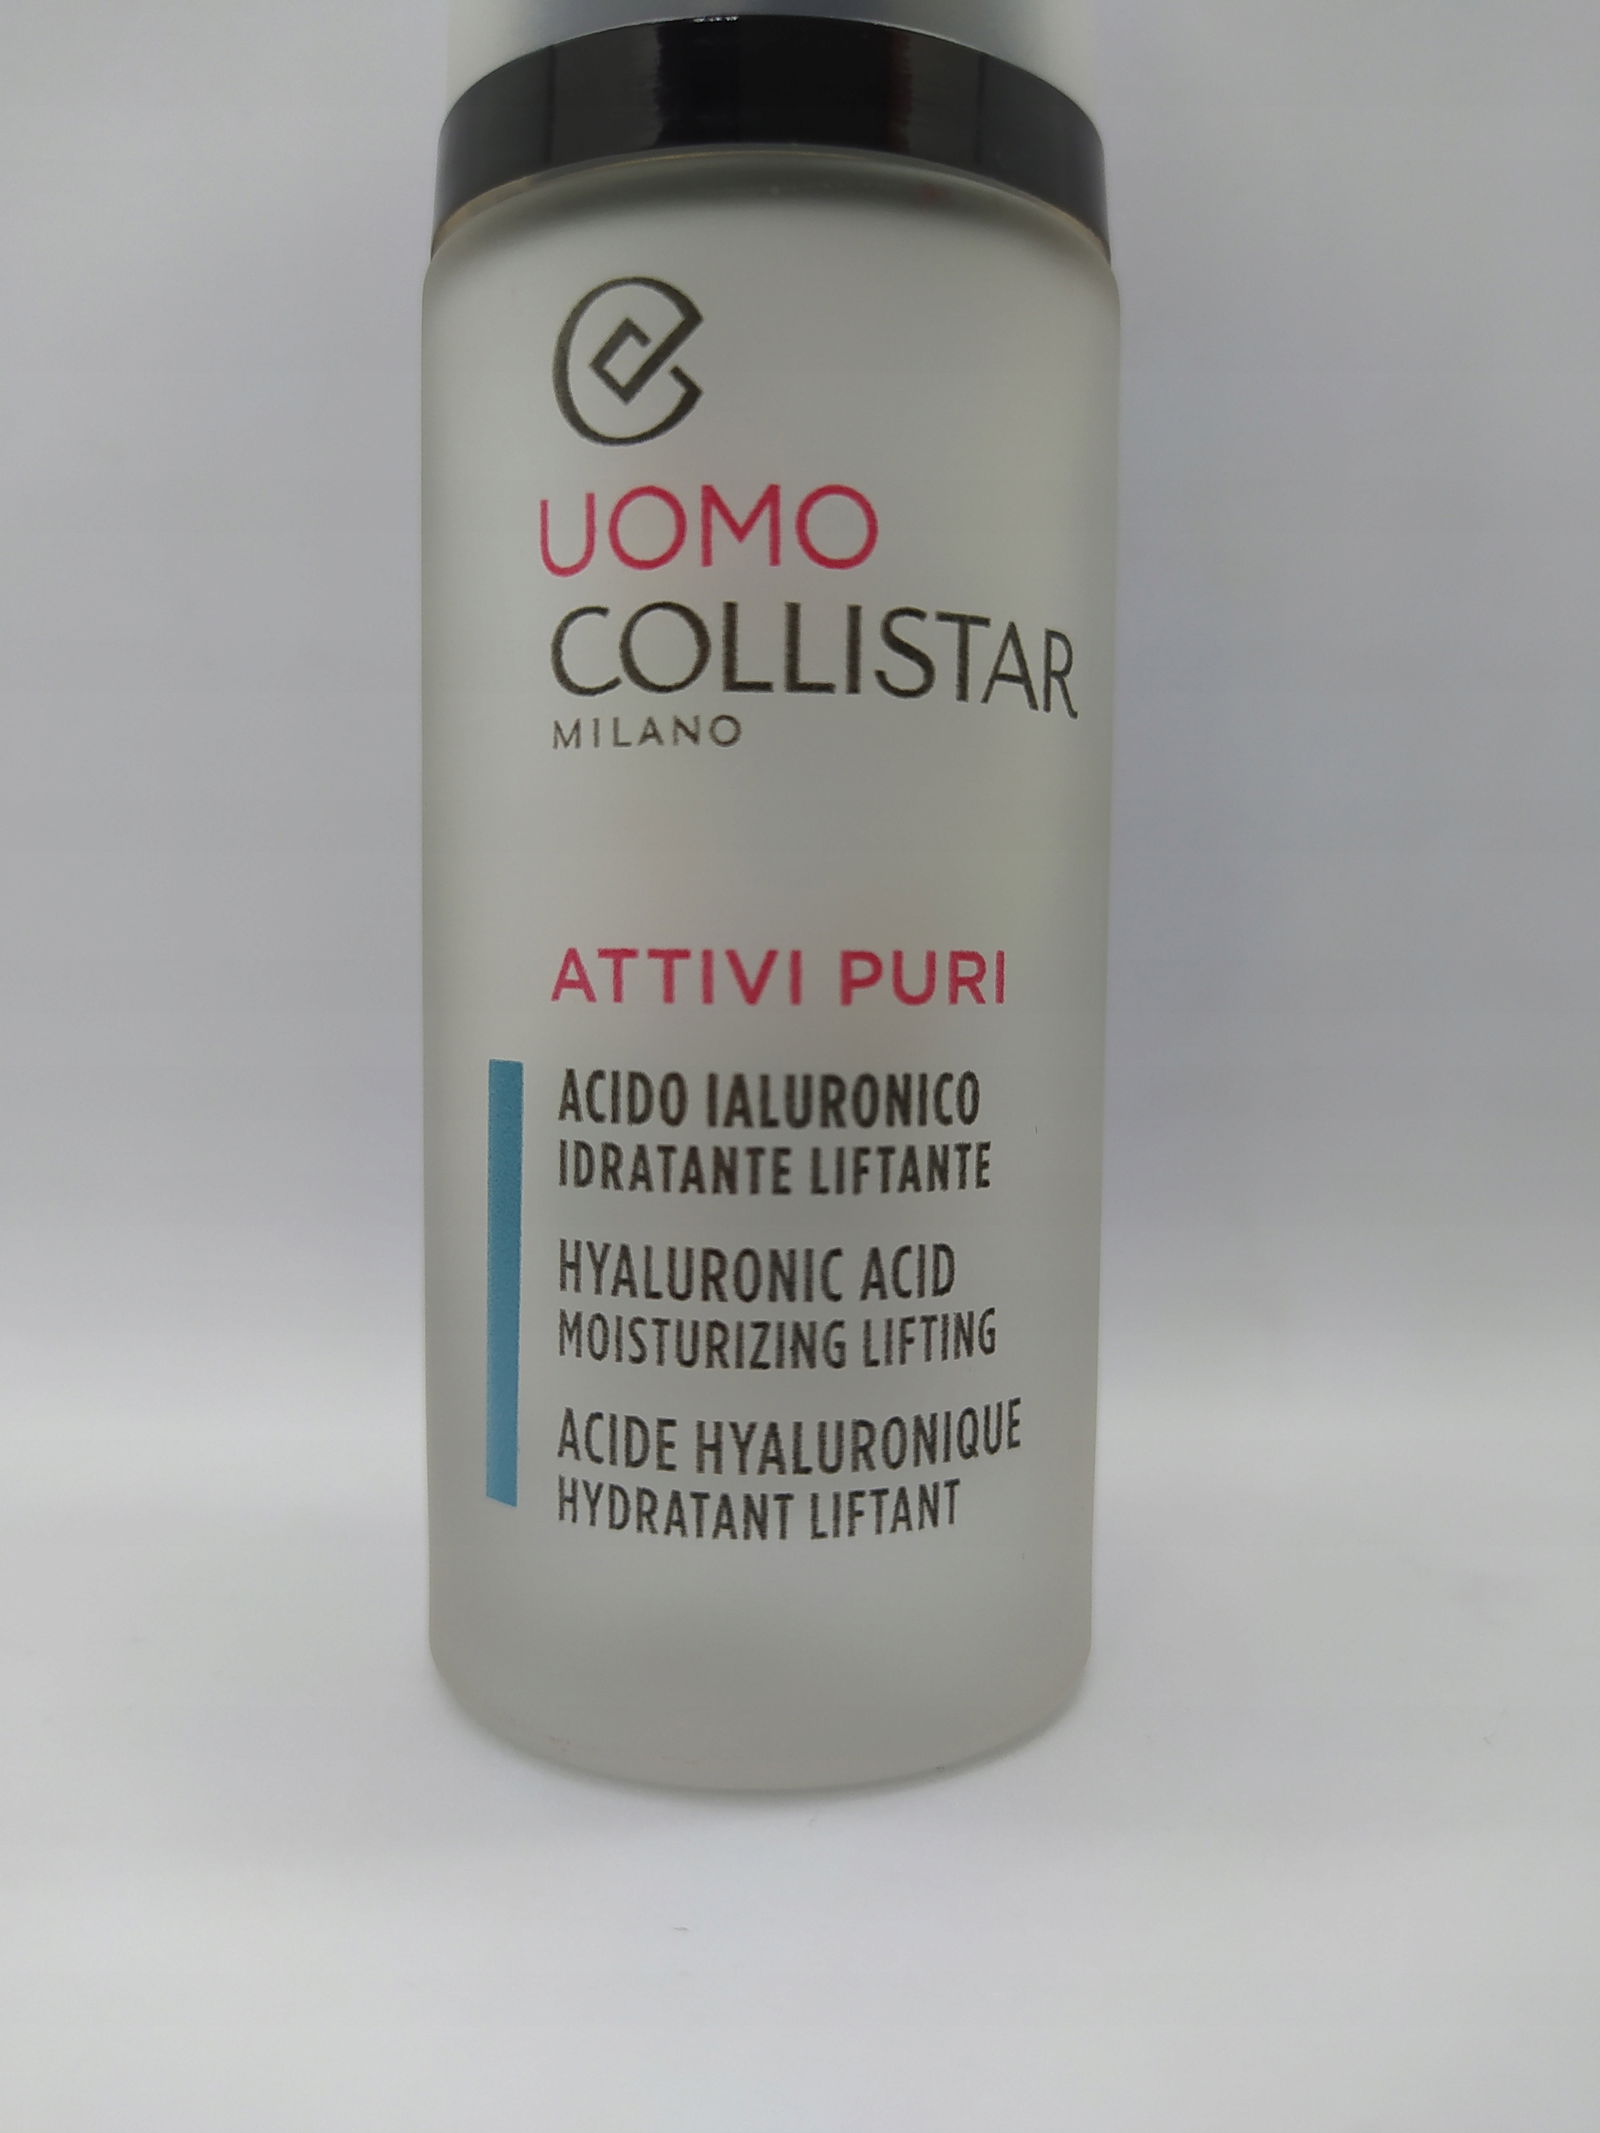 UOMO
COLLISTAR
MILANO
ATTIVI PURI
ACIDO IALURONICO
IDRATANTE LIFTANTE
HYALURONIC ACID
MOISTURIZING LIFTING
ACIDE HYALURONIQUE
HYDRATANT LIFTANT